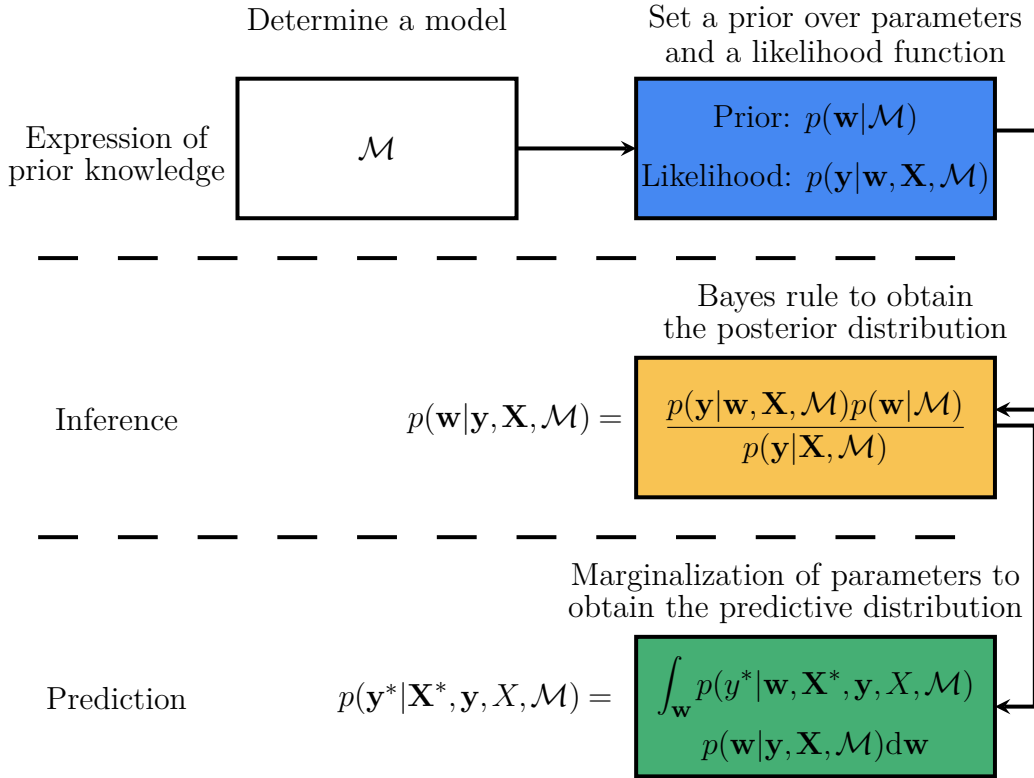 Determine a model
Set a prior over parameters
and a likelihood function
Expression of
prior knowledge
ℳ
Prior: p(𝐰|ℳ)
Likelihood: p(𝐲|𝐰, 𝐗, ℳ)
Bayes rule to obtain
the posterior distribution
Inference
p(𝐰|𝐲, 𝐗, ℳ) =
p(𝐲|𝐰, 𝐗, ℳ)p(𝐰|ℳ)
p(𝐲|𝐗, ℳ)
Marginalization of parameters to
obtain the predictive distribution
Prediction
p(𝐲*|𝐗*, 𝐲, X, ℳ) =
∫𝐰 p(y*|𝐰, 𝐗*, 𝐲, X, ℳ)
p(𝐰|𝐲, 𝐗, ℳ)d𝐰